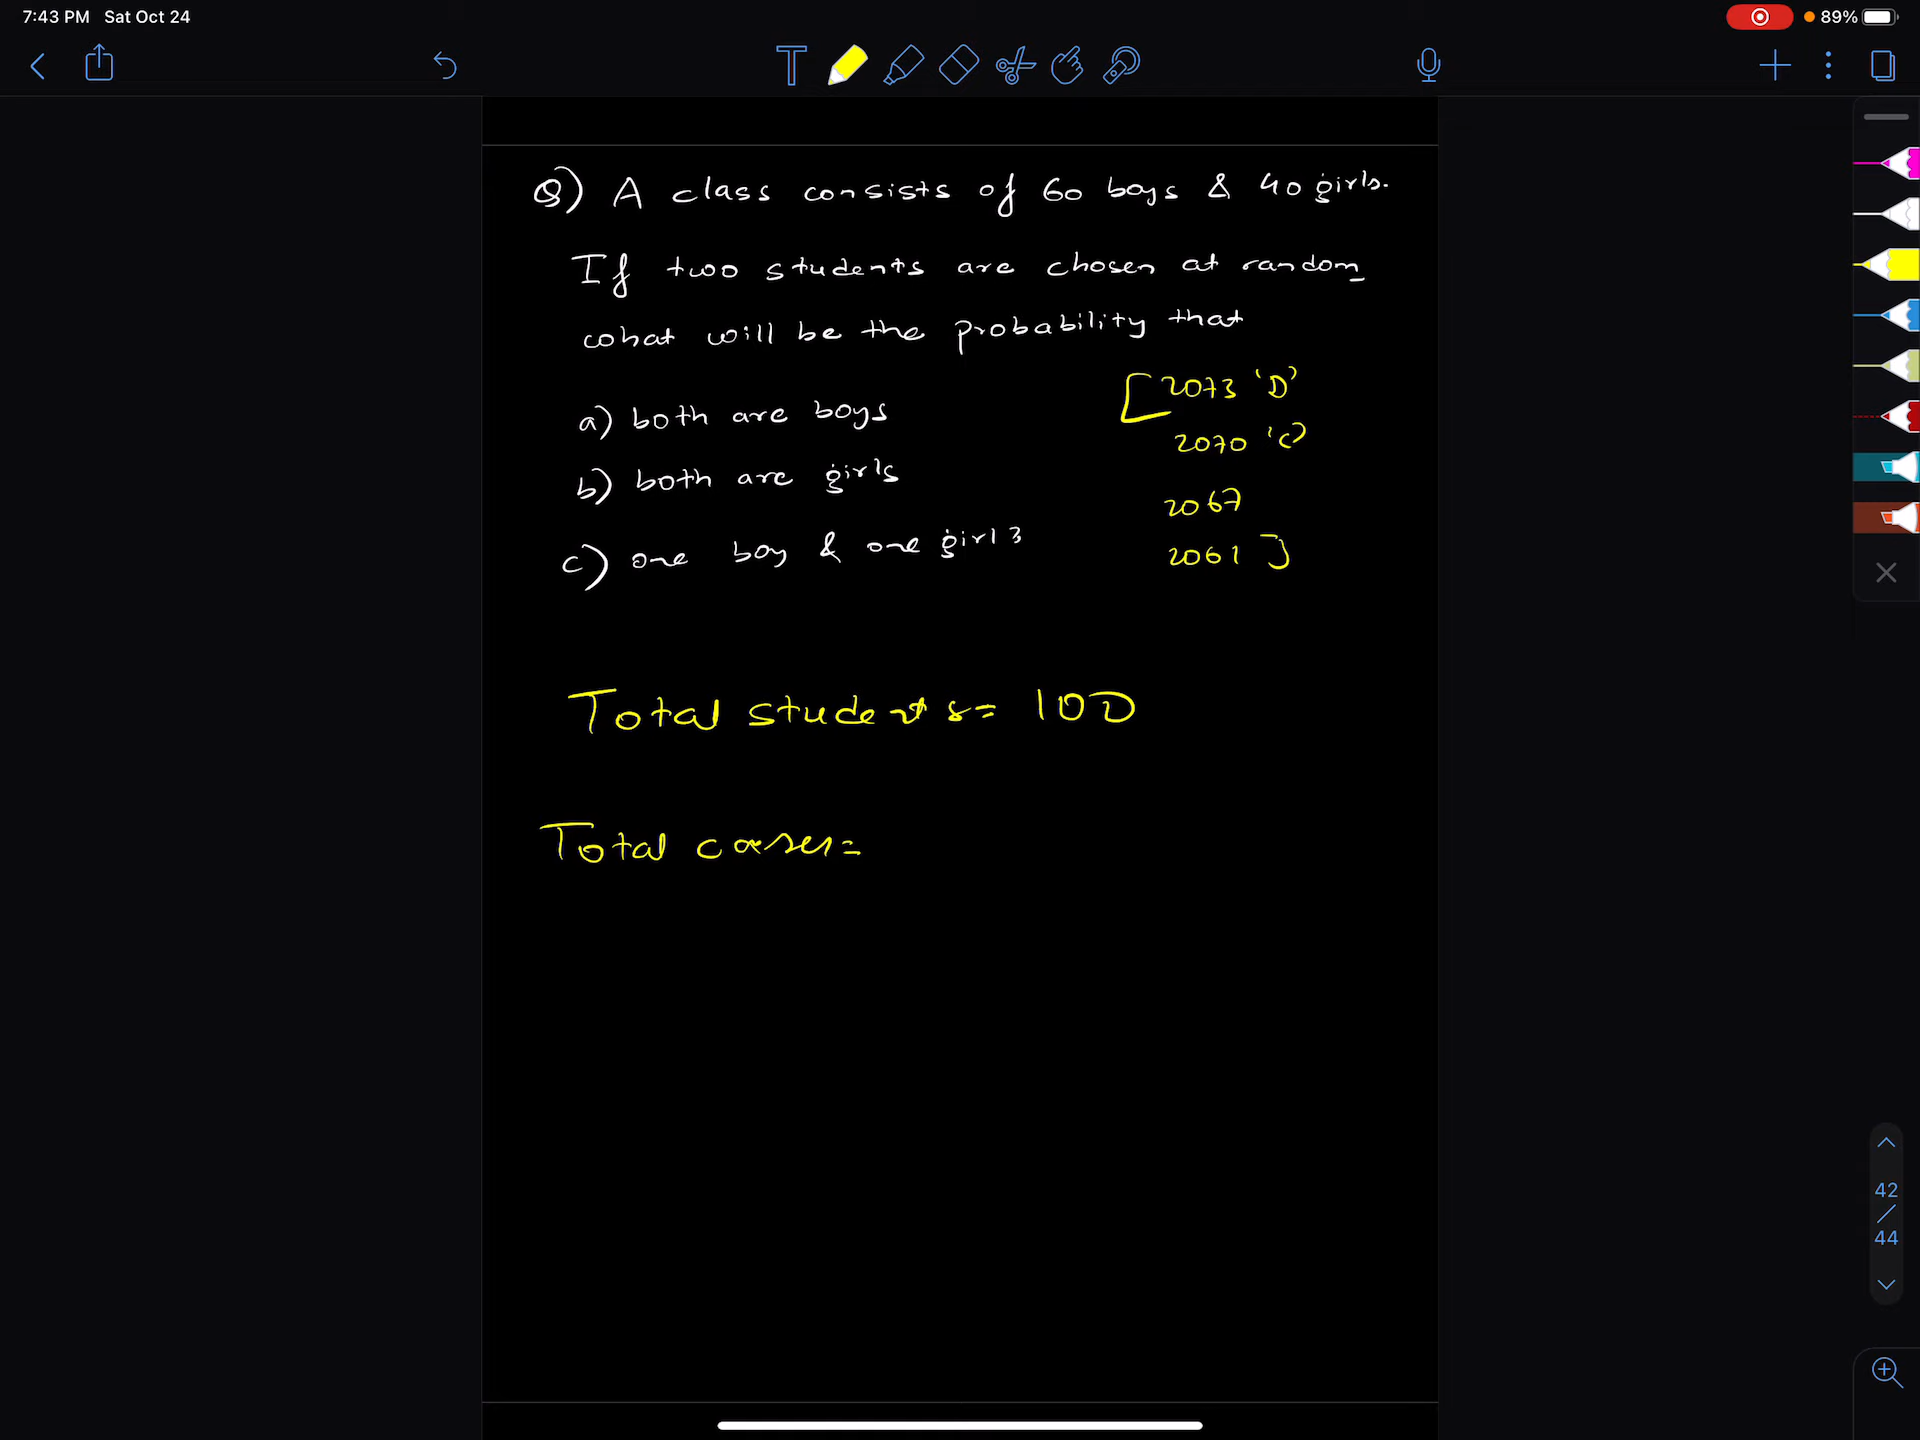 7:43 PM Sat Oct 24
89%
Q) A class consists of 60 boys & 40 girls.
If two students are chosen at random
what will be the probability that
a) both are boys
b) both are girls
c) one boy & one girl ?
[2073 'D'
2070 'C'
2067
2061 ]
Total students = 100
Total cases =
42
/
44